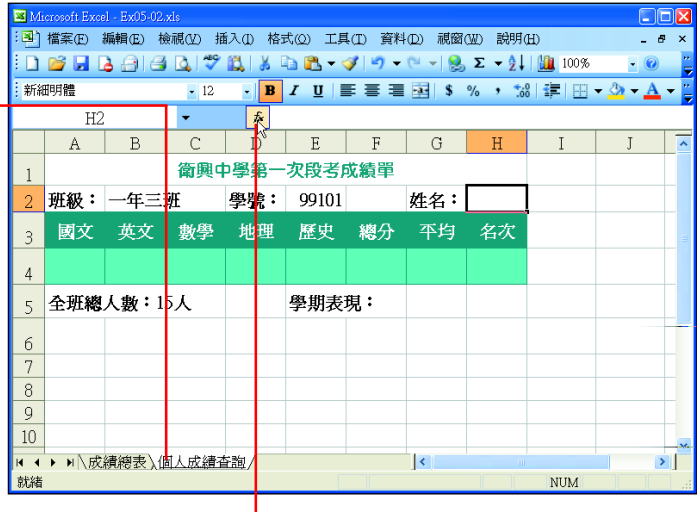 Microsoft Excel - Ex05-02.xls
檔案(F) 編輯(E) 檢視(V) 插入(I) 格式(O) 工具(T) 資料(D) 視窗(W) 說明(H)
100%
新細明體 12 B I U $ % ,
H2 fx
A B C D E F G H I J
1 衛興中學第一次段考成績單
2 班級： 一年三班 學號： 99101 姓名：
3 國文 英文 數學 地理 歷史 總分 平均 名次
4
5 全班總人數：15人 學期表現：
6
7
8
9
10
成績總表 個人成績查詢
就緒 NUM